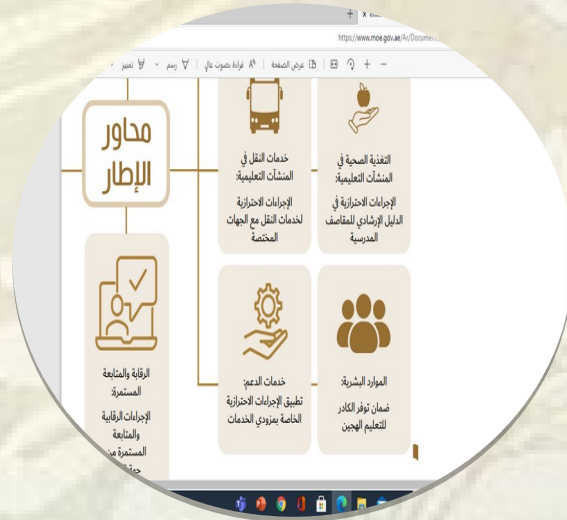 https://www.moe.gov.ae/Ar/Docume
عرض الصفحة
قراءة بصوت عالٍ
رسم
تمييز
محاور
الإطار
خدمات النقل في
المنشآت التعليمية:
الإجراءات الاحترازية
لخدمات النقل مع الجهات
المختصة
التغذية الصحية في
المنشآت التعليمية:
الإجراءات الاحترازية في
الدليل الإرشادي للمقاصف
المدرسية
الرقابة والمتابعة
المستمرة:
الإجراءات الرقابية
والمتابعة
المستمرة من
خدمات الدعم:
تطبيق الإجراءات الاحترازية
الخاصة بمزودي الخدمات
الموارد البشرية:
ضمان توفر الكادر
للتعليم الهجين